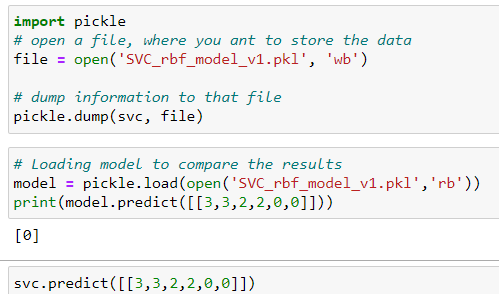 import pickle
# open a file, where you ant to store the data
file = open('SVC_rbf_model_v1.pkl', 'wb')
# dump information to that file
pickle.dump(svc, file)
# Loading model to compare the results
model = pickle.load(open('SVC_rbf_model_v1.pkl','rb'))
print(model.predict([[3,3,2,2,0,0]]))
[0]
svc.predict([[3,3,2,2,0,0]])